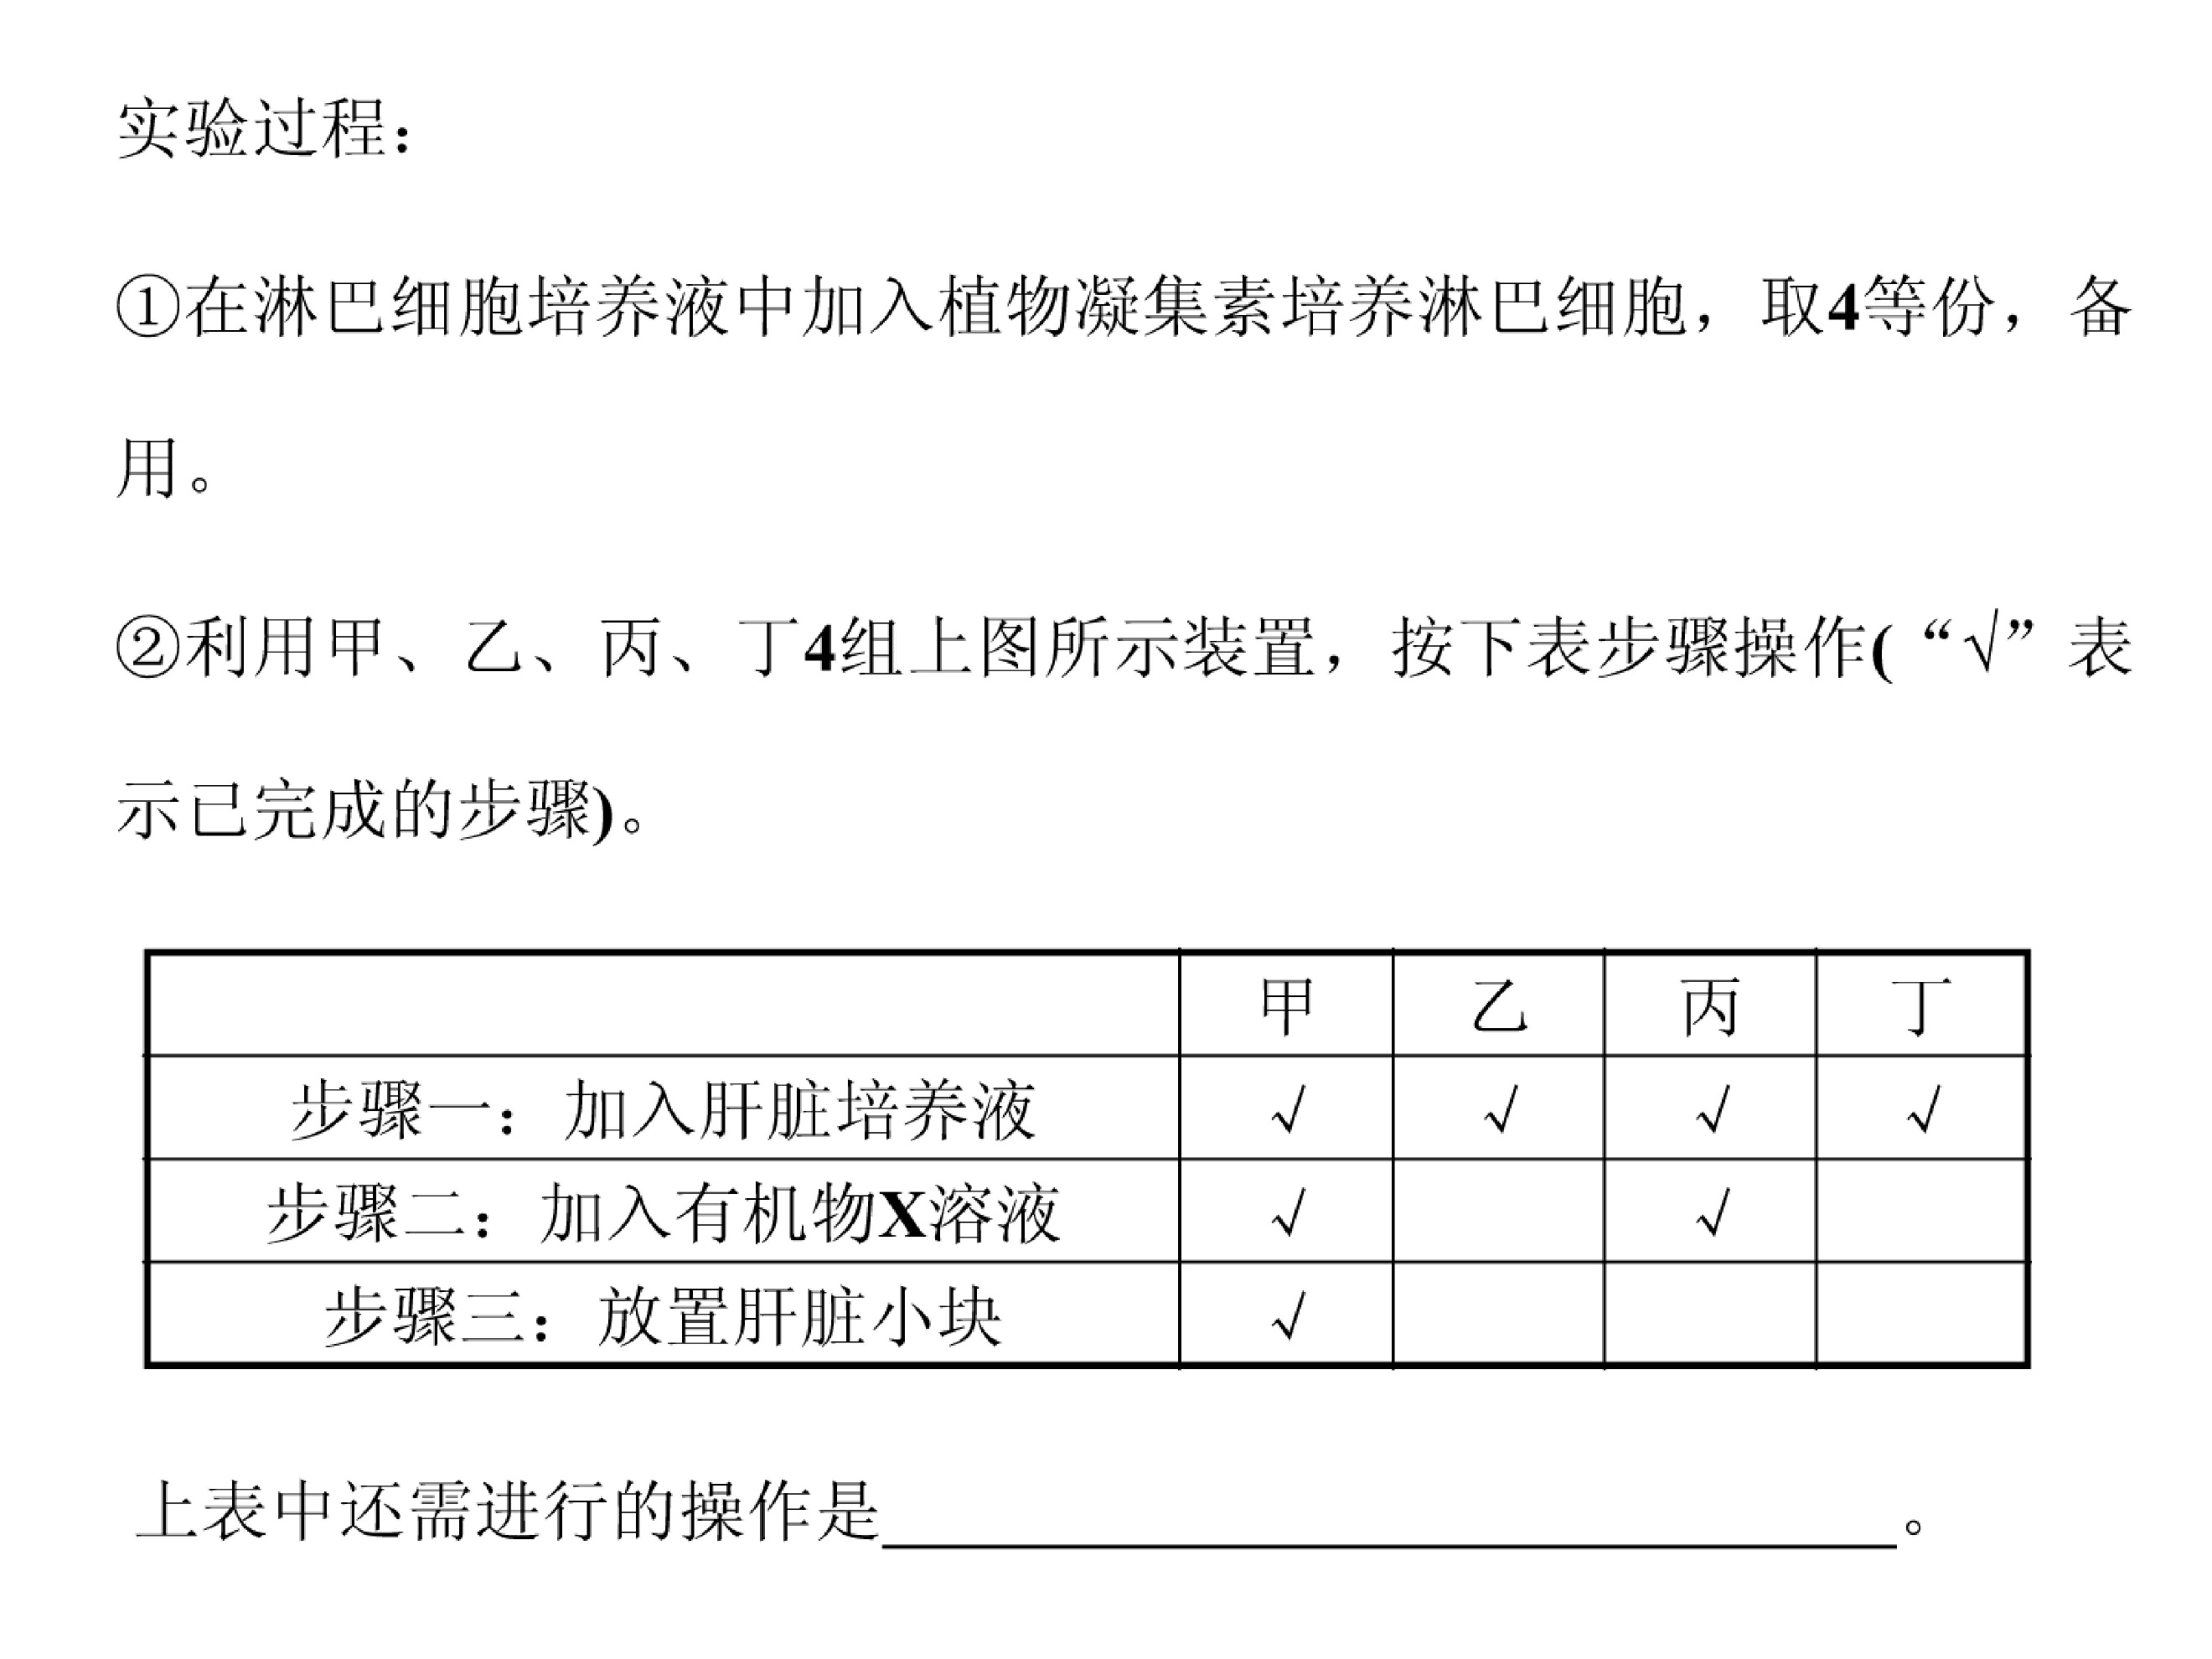 实验过程：
①在淋巴细胞培养液中加入植物凝集素培养淋巴细胞，取4等份，备
用。
②利用甲、乙、丙、丁4组上图所示装置，按下表步骤操作(“√”表
示已完成的步骤)。
甲 乙 丙 丁
步骤一：加入肝脏培养液 √ √ √ √
步骤二：加入有机物X溶液 √ √
步骤三：放置肝脏小块 √
上表中还需进行的操作是______________________________。